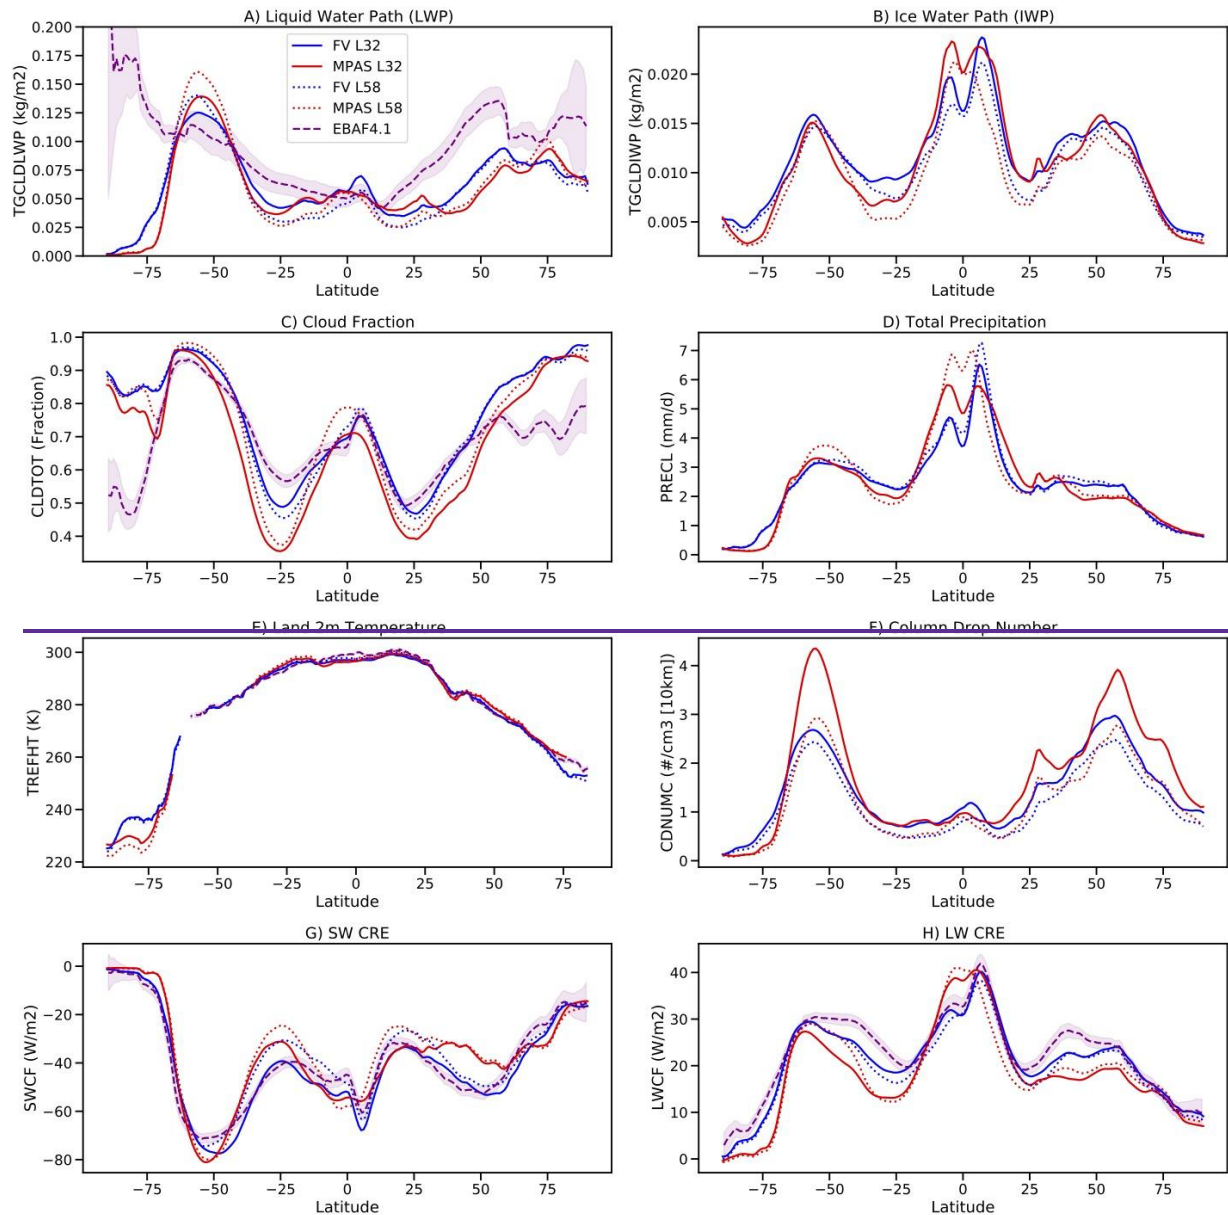 A) Liquid Water Path (LWP)
TGCLDLWP (kg/m2)
0.200
0.175
0.150
0.125
0.100
0.075
0.050
0.025
0.000
FV L32
MPAS L32
FV L58
MPAS L58
EBAF4.1
−75 −50 −25 0 25 50 75
Latitude
B) Ice Water Path (IWP)
TGCLDIWP (kg/m2)
0.020
0.015
0.010
0.005
−75 −50 −25 0 25 50 75
Latitude
C) Cloud Fraction
CLDTOT (Fraction)
1.0
0.9
0.8
0.7
0.6
0.5
0.4
−75 −50 −25 0 25 50 75
Latitude
D) Total Precipitation
PRECL (mm/d)
7
6
5
4
3
2
1
0
−75 −50 −25 0 25 50 75
Latitude
E) Land 2m Temperature
TREFHT (K)
300
280
260
240
220
−75 −50 −25 0 25 50 75
Latitude
F) Column Drop Number
CDNUMC (#/cm3 [10km])
4
3
2
1
0
−75 −50 −25 0 25 50 75
Latitude
G) SW CRE
SWCF (W/m2)
0
−20
−40
−60
−80
−75 −50 −25 0 25 50 75
Latitude
H) LW CRE
LWCF (W/m2)
40
30
20
10
0
−75 −50 −25 0 25 50 75
Latitude